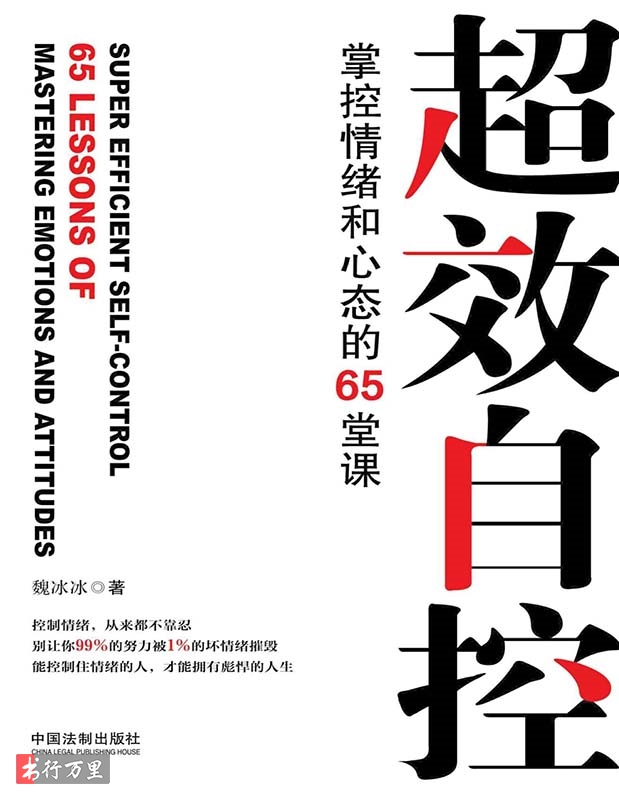 超效自控
掌控情绪和心态的65堂课
SUPER EFFICIENT SELF-CONTROL
65 LESSONS OF
MASTERING EMOTIONS AND ATTITUDES
魏冰冰◎著
控制情绪，从来都不靠忍
别让你99%的努力被1%的坏情绪摧毁
能控制住情绪的人，才能拥有彪悍的人生
中国法制出版社
CHINA LEGAL PUBLISHING HOUSE
书行万里